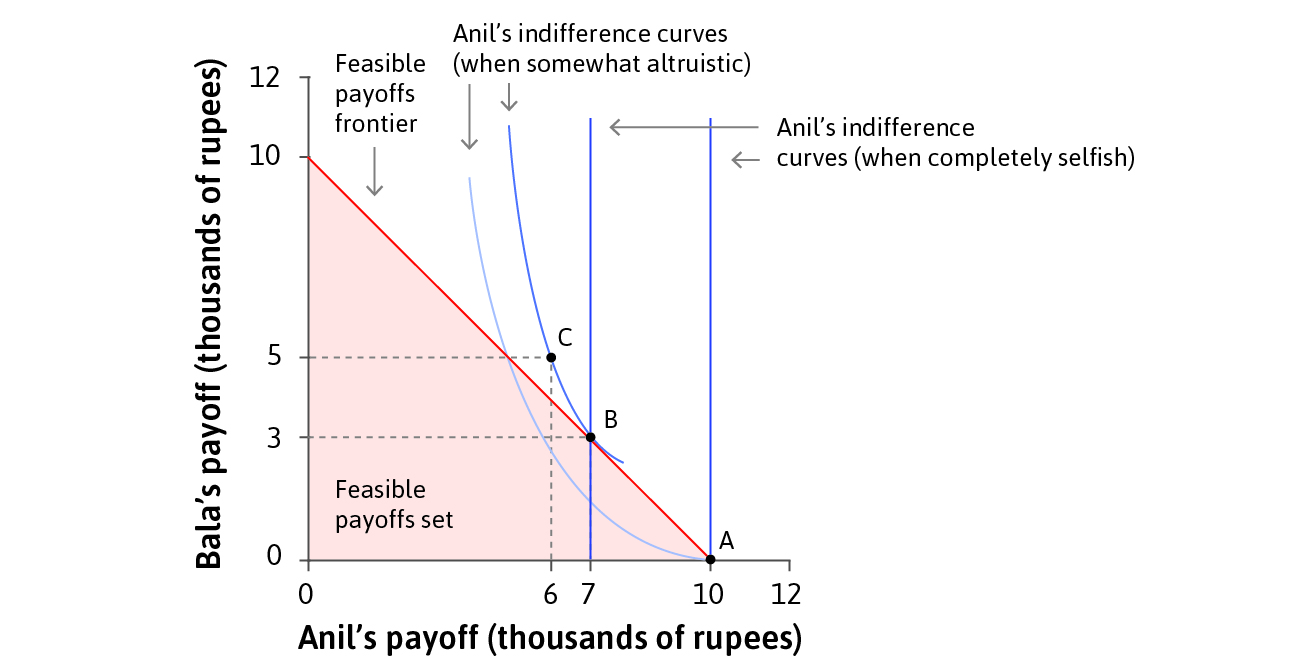 Anil’s indifference curves
(when somewhat altruistic)
Feasible
payoffs
frontier
Anil’s indifference
curves (when completely selfish)
Bala’s payoff (thousands of rupees)
12
10
5
3
0
C
B
A
Feasible
payoffs set
0
6
7
10
12
Anil’s payoff (thousands of rupees)